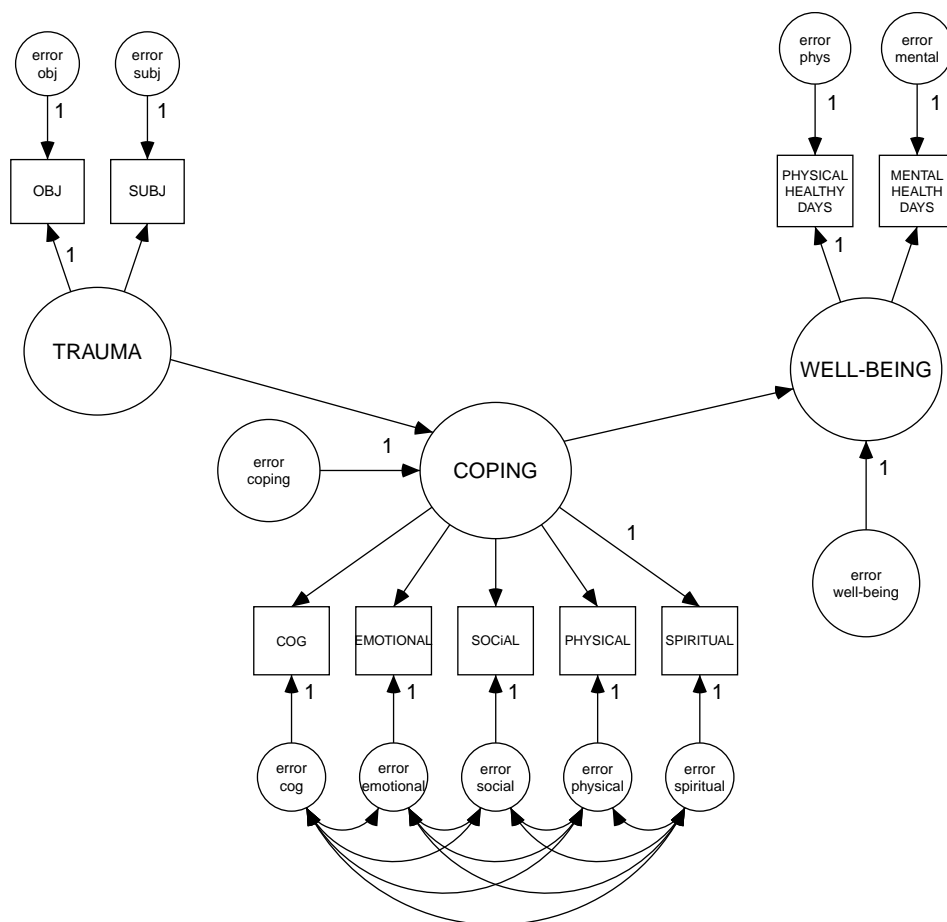 error
obj
error
subj
error
phys
error
mental
1
1
1
1
OBJ
SUBJ
PHYSICAL
HEALTHY
DAYS
MENTAL
HEALTH
DAYS
1
1
TRAUMA
WELL-BEING
1
error
coping
COPING
1
1
error
well-being
COG
EMOTIONAL
SOCiAL
PHYSICAL
SPIRITUAL
1
1
1
1
1
error
cog
error
emotional
error
social
error
physical
error
spiritual